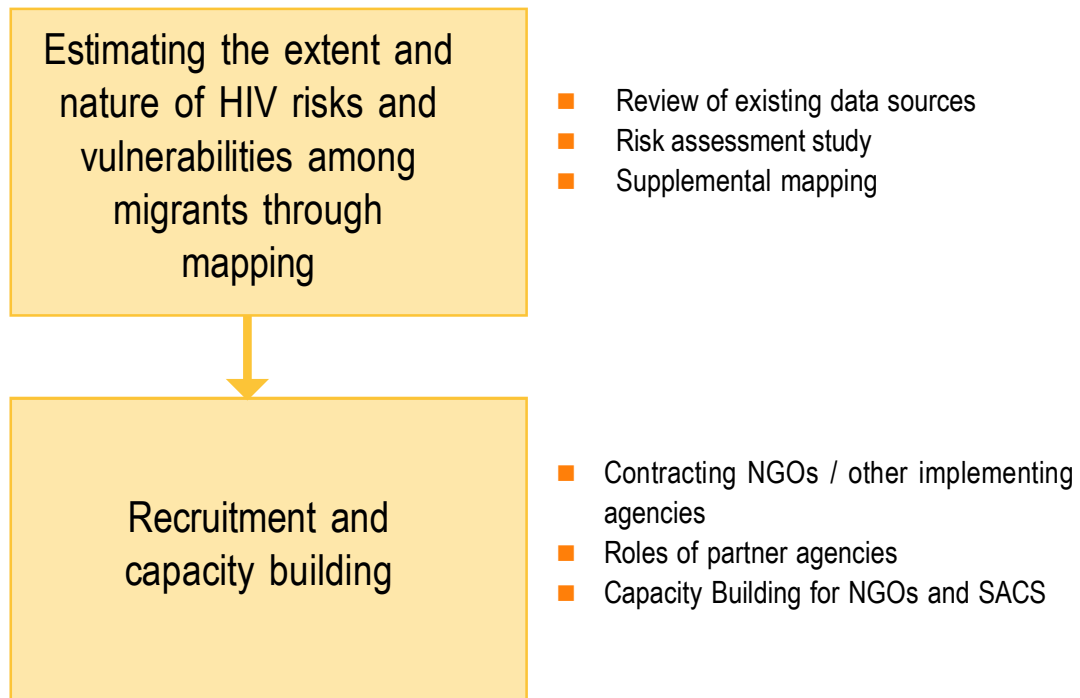 Estimating the extent and
nature of HIV risks and
vulnerabilities among
migrants through
mapping
Review of existing data sources
Risk assessment study
Supplemental mapping
Recruitment and
capacity building
Contracting NGOs / other implementing
agencies
Roles of partner agencies
Capacity Building for NGOs and SACS